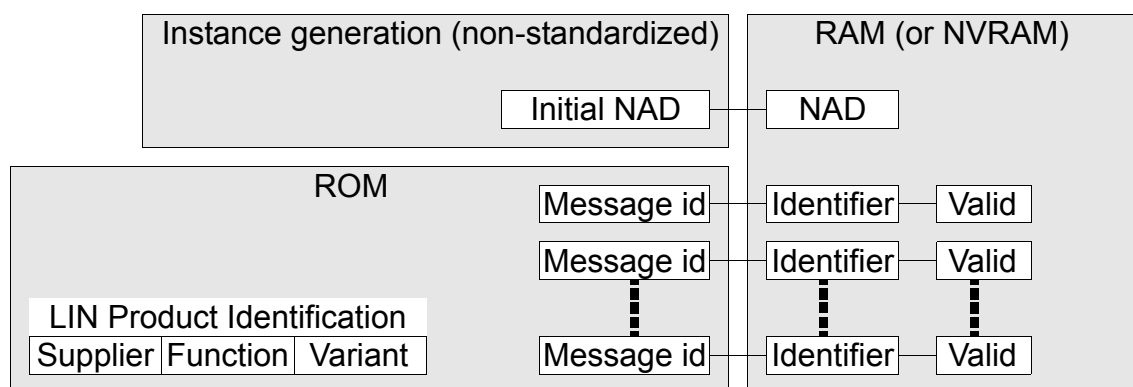 Instance generation (non-standardized)
RAM (or NVRAM)
Initial NAD
NAD
ROM
Message id
Identifier
Valid
Message id
Identifier
Valid
LIN Product Identification
Supplier
Function
Variant
Message id
Identifier
Valid